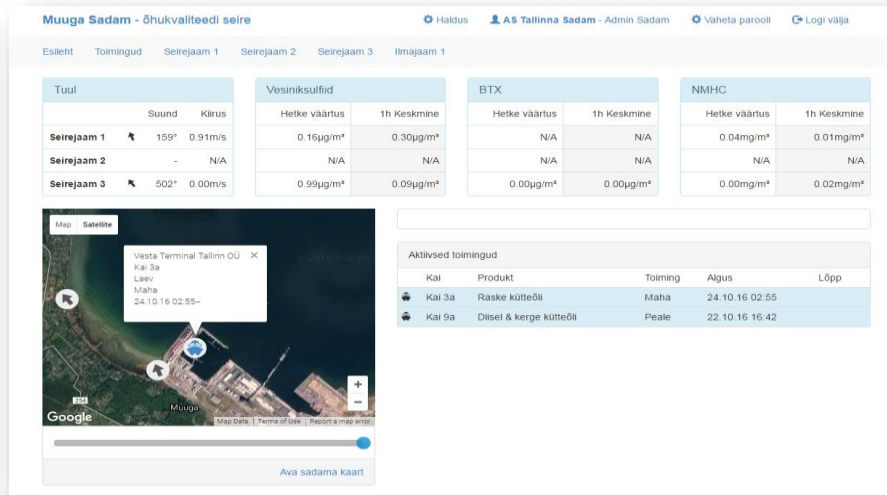 Muuga Sadam - õhukvaliteedi seire
Haldus
AS Tallinna Sadam - Admin Sadam
Vaheta parooli
Logi välja
Esileht Toimingud Seirejaam 1 Seirejaam 2 Seirejaam 3 Ilmajaam 1
Tuul
Suund Kiirus
Seirejaam 1 159° 0.91m/s
Seirejaam 2 - N/A
Seirejaam 3 502° 0.00m/s
Vesiniksulfiid
Hetke väärtus 1h Keskmine
0.16µg/m³ 0.30µg/m³
N/A N/A
0.99µg/m³ 0.09µg/m³
BTX
Hetke väärtus 1h Keskmine
N/A N/A
N/A N/A
0.00µg/m³ 0.00µg/m³
NMHC
Hetke väärtus 1h Keskmine
0.04mg/m³ 0.01mg/m³
N/A N/A
0.00mg/m³ 0.02mg/m³
Map Satellite
Vesta Terminal Tallinn OÜ
Kai 3a
Laev
Maha
24.10.16 02:55–
254
Muuga
Google
Map Data Terms of Use Report a map error
Ava sadama kaart
Aktiivsed toimingud
Kai Produkt Toiming Algus Lõpp
Kai 3a Raske kütteõli Maha 24.10.16 02:55
Kai 9a Diisel & kerge kütteõli Peale 22.10.16 16:42